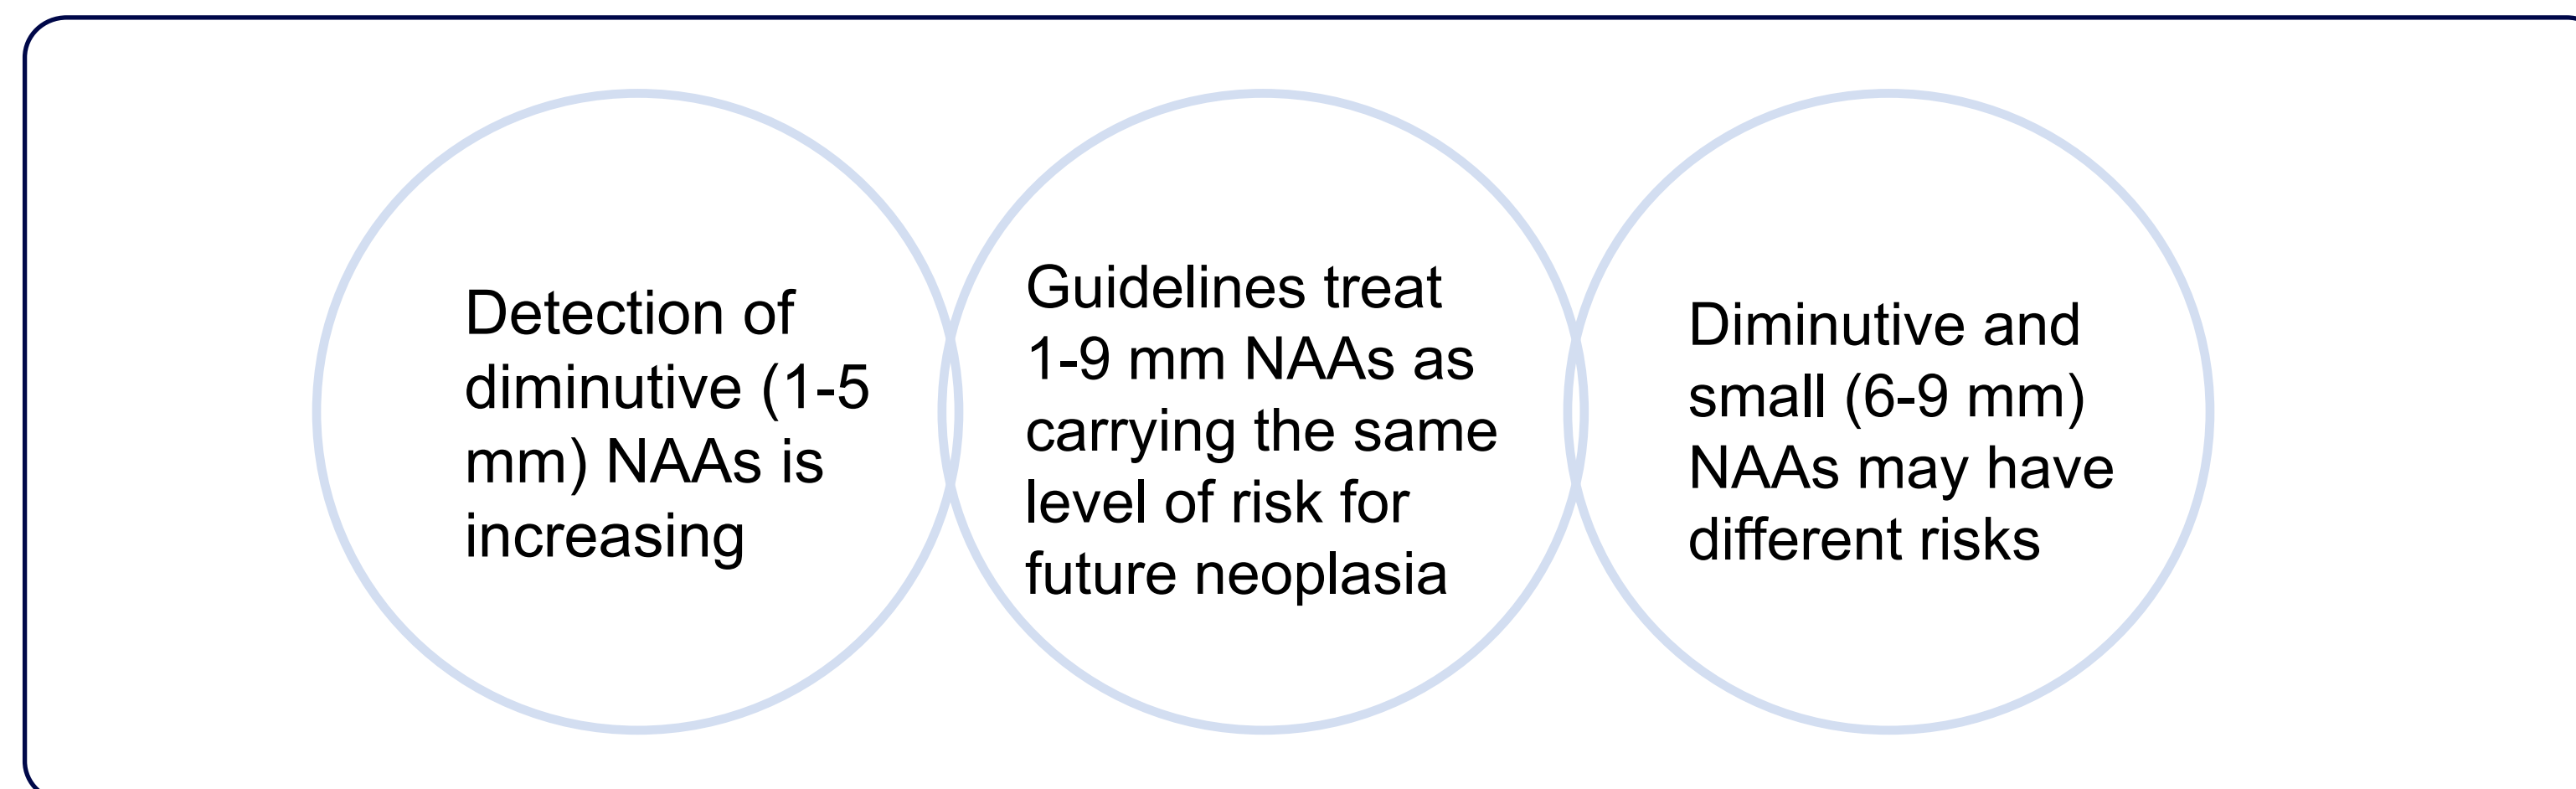 Detection of
diminutive (1-5
mm) NAAs is
increasing
Guidelines treat
1-9 mm NAAs as
carrying the same
level of risk for
future neoplasia
Diminutive and
small (6-9 mm)
NAAs may have
different risks